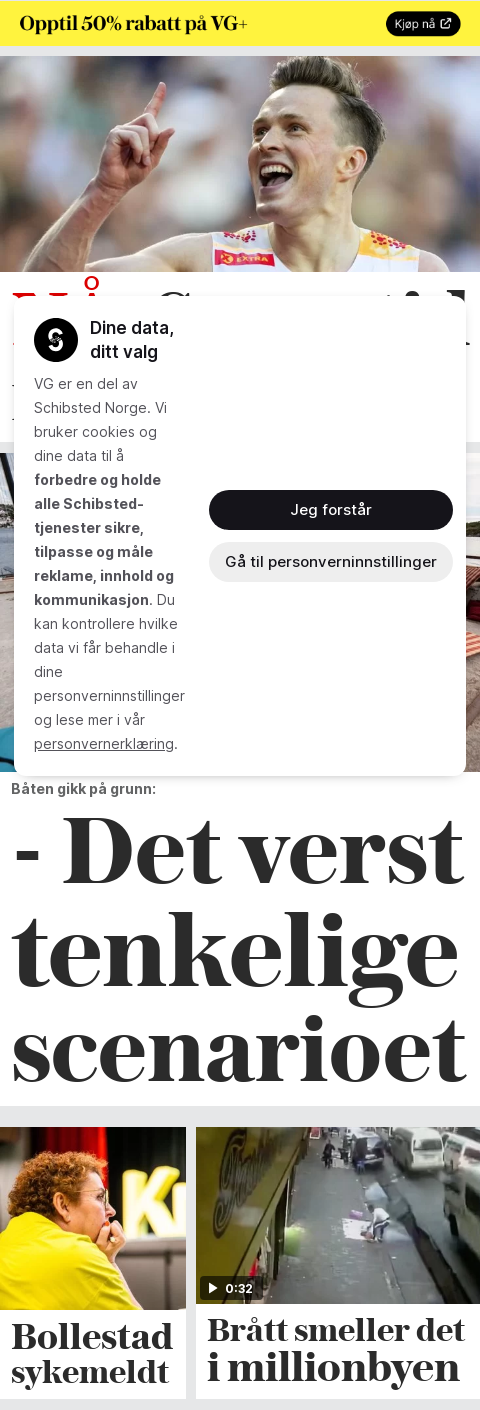 Opptil 50% rabatt på VG+
Kjøp nå
EXTRA
Dine data,
ditt valg
VG er en del av
Schibsted Norge. Vi
bruker cookies og
dine data til å
forbedre og holde
alle Schibsted-
tjenester sikre,
tilpasse og måle
reklame, innhold og
kommunikasjon. Du
kan kontrollere hvilke
data vi får behandle i
dine
personverninnstillinger
og lese mer i vår
personvernerklæring.
Jeg forstår
Gå til personverninnstillinger
Båten gikk på grunn:
- Det verst
tenkelige
scenarioet
0:32
Bollestad
sykemeldt
Brått smeller det
i millionbyen